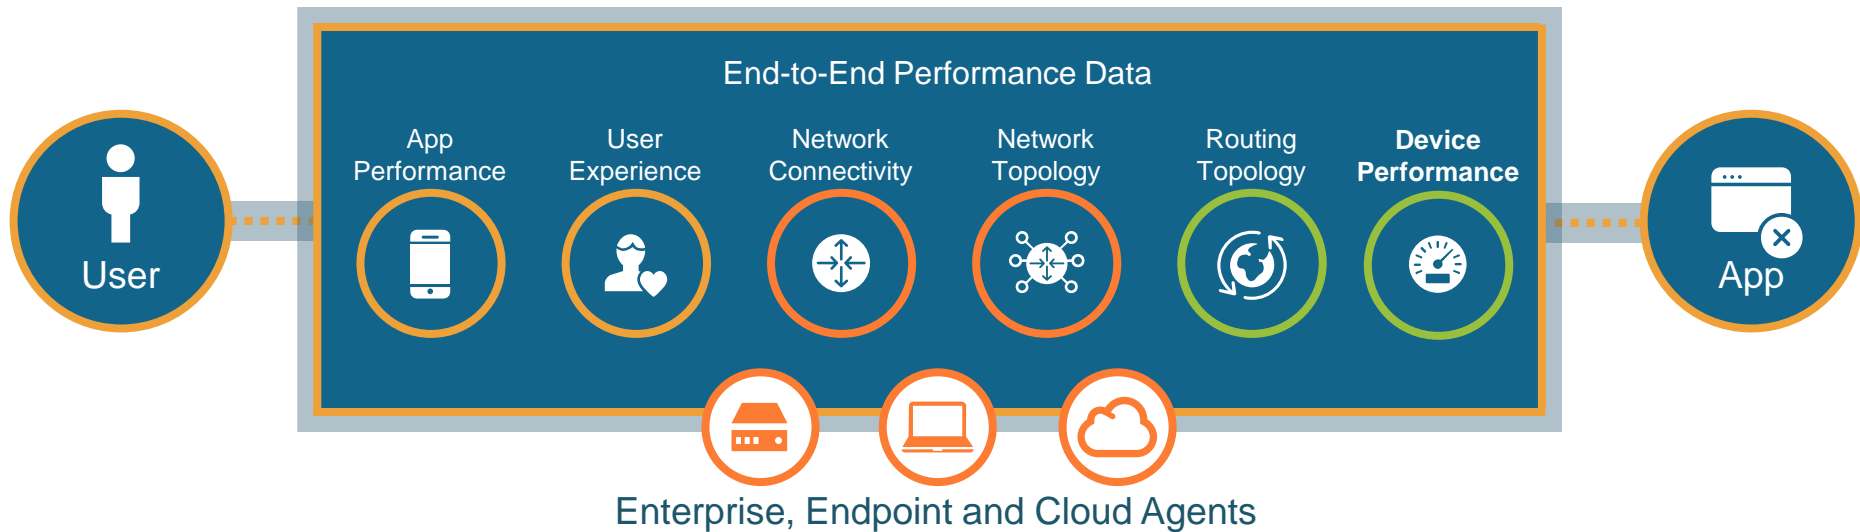 End-to-End Performance Data
App
Performance
User
Experience
Network
Connectivity
Network
Topology
Routing
Topology
Device
Performance
User
App
Enterprise, Endpoint and Cloud Agents